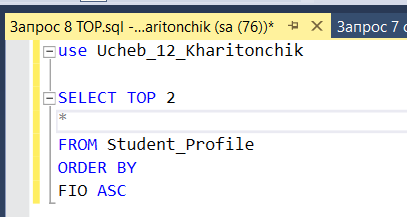 Запрос 8 TOP.sql -...aritonchik (sa (76))* Запрос 7
use Ucheb_12_Kharitonchik
SELECT TOP 2
*
FROM Student_Profile
ORDER BY
FIO ASC